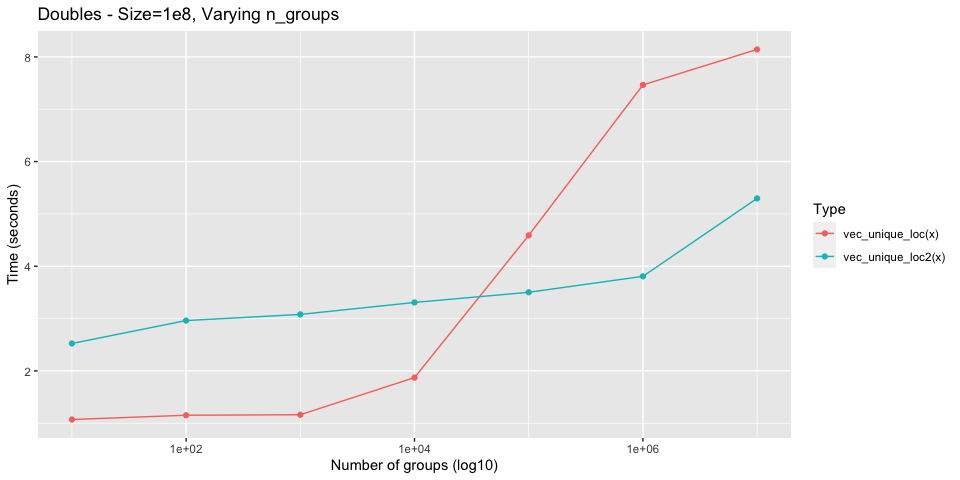 Doubles - Size=1e8, Varying n_groups
Time (seconds)
8
6
4
2
1e+02
1e+04
1e+06
Number of groups (log10)
Type
vec_unique_loc(x)
vec_unique_loc2(x)